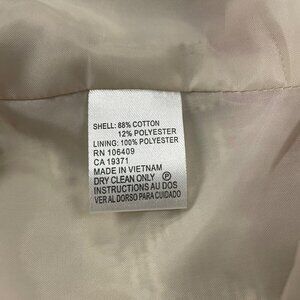 SHELL: 88% COTTON
12% POLYESTER
LINING: 100% POLYESTER
RN 106409
CA 19371
MADE IN VIETNAM
DRY CLEAN ONLY Ⓟ
INSTRUCTIONS AU DOS
VER AL DORSO PARA CUIDADO